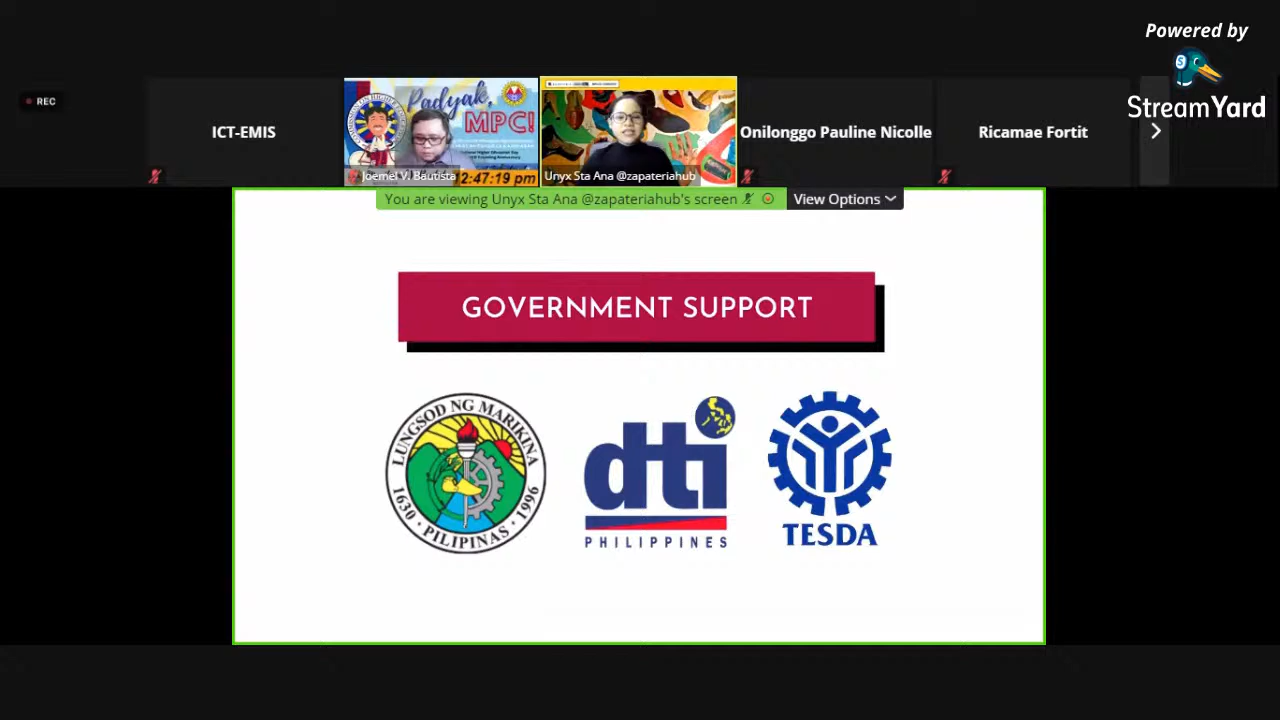 Powered by
StreamYard
REC
ICT-EMIS
Padyak,
MPC!
Joemel V. Bautista
2:47:19 pm
Unyx Sta Ana @zapateriahub
Onilonggo Pauline Nicolle
Ricamae Fortit
You are viewing Unyx Sta Ana @zapateriahub's screen
View Options
GOVERNMENT SUPPORT
LUNGSOD NG MARIKINA
1630 · PILIPINAS · 1996
dti
PHILIPPINES
TESDA